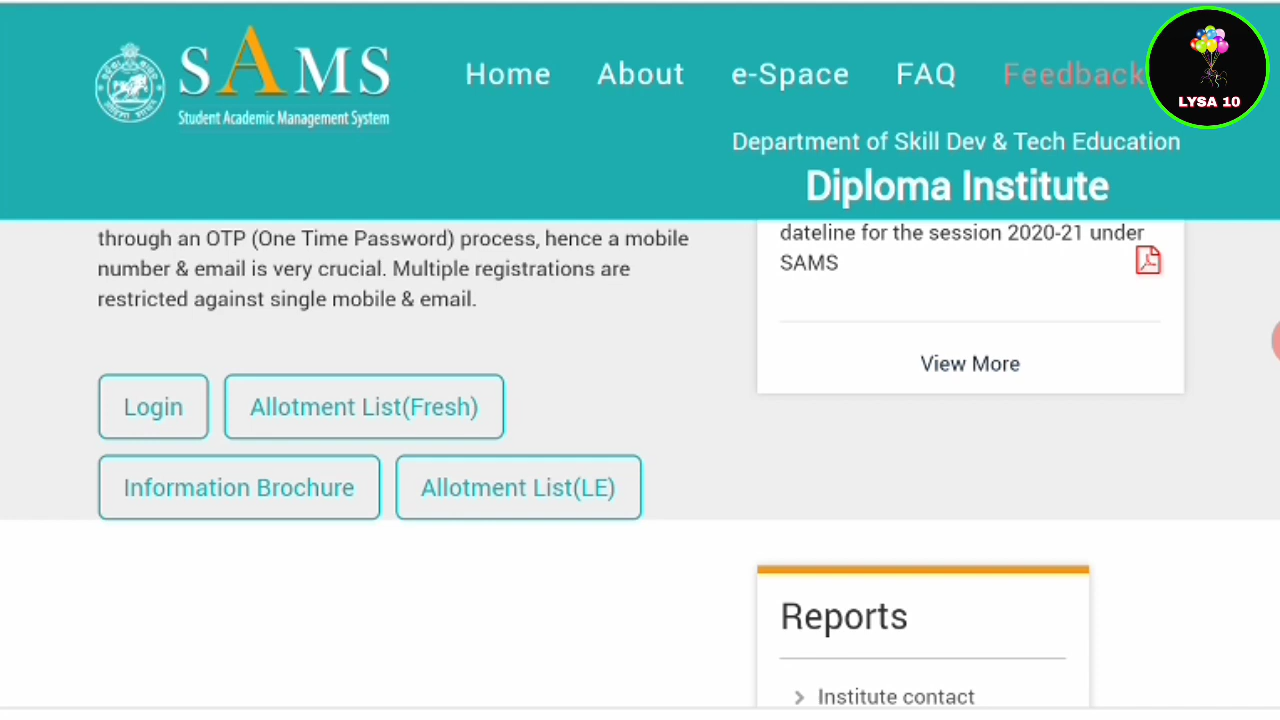 SAMS
Student Academic Management System
Home About e-Space FAQ Feedback
LYSA 10
Department of Skill Dev & Tech Education
Diploma Institute
through an OTP (One Time Password) process, hence a mobile
number & email is very crucial. Multiple registrations are
restricted against single mobile & email.
dateline for the session 2020-21 under
SAMS
View More
Login
Allotment List(Fresh)
Information Brochure
Allotment List(LE)
Reports
Institute contact